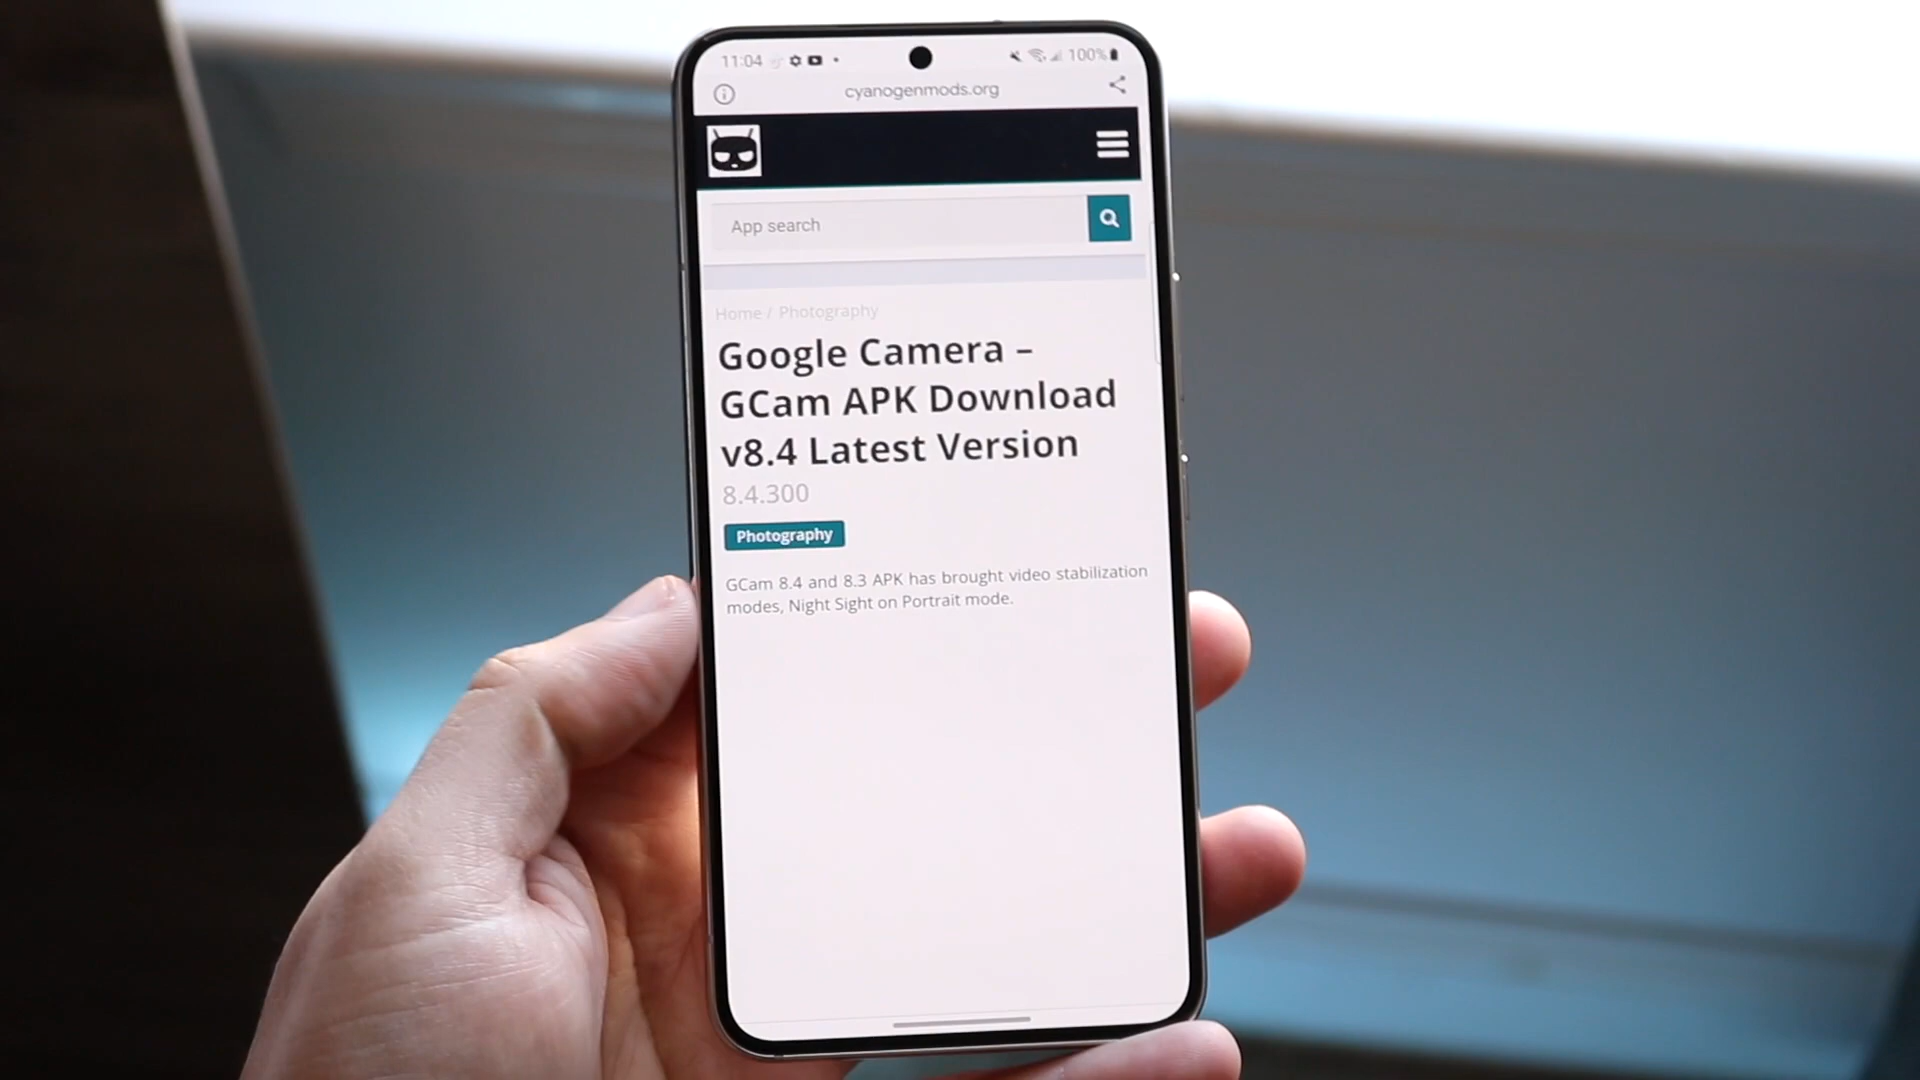 11:04
100%
cyanogenmods.org
App search
Home / Photography
Google Camera –
GCam APK Download
v8.4 Latest Version
8.4.300
Photography
GCam 8.4 and 8.3 APK has brought video stabilization
modes, Night Sight on Portrait mode.